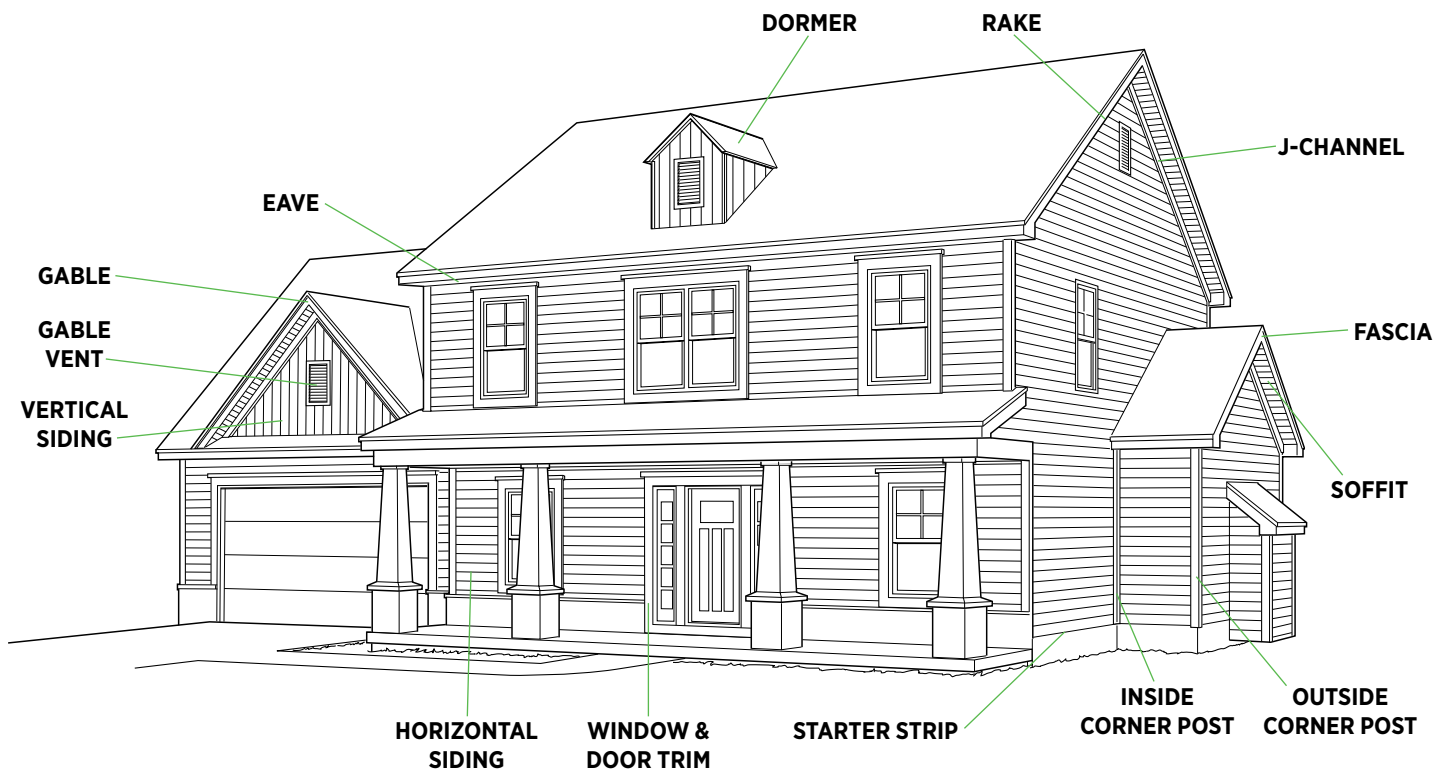 DORMER
RAKE
J-CHANNEL
EAVE
GABLE
GABLE
VENT
FASCIA
VERTICAL
SIDING
SOFFIT
HORIZONTAL
SIDING
WINDOW &
DOOR TRIM
STARTER STRIP
INSIDE
CORNER POST
OUTSIDE
CORNER POST